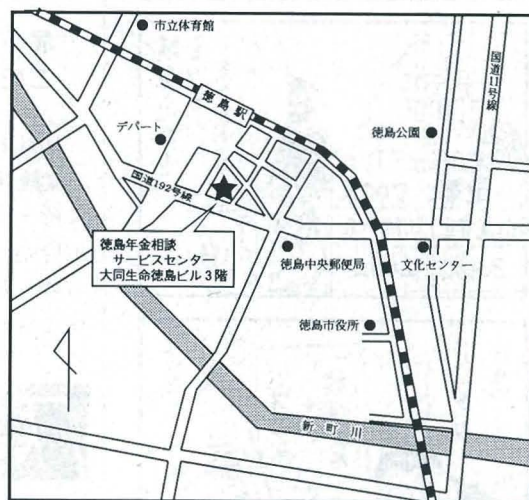 市立体育館
国道11号線
徳島駅
徳島公園
デパート
国道192号線
徳島年金相談
サービスセンター
大同生命徳島ビル3階
徳島中央郵便局
文化センター
徳島市役所
新町川